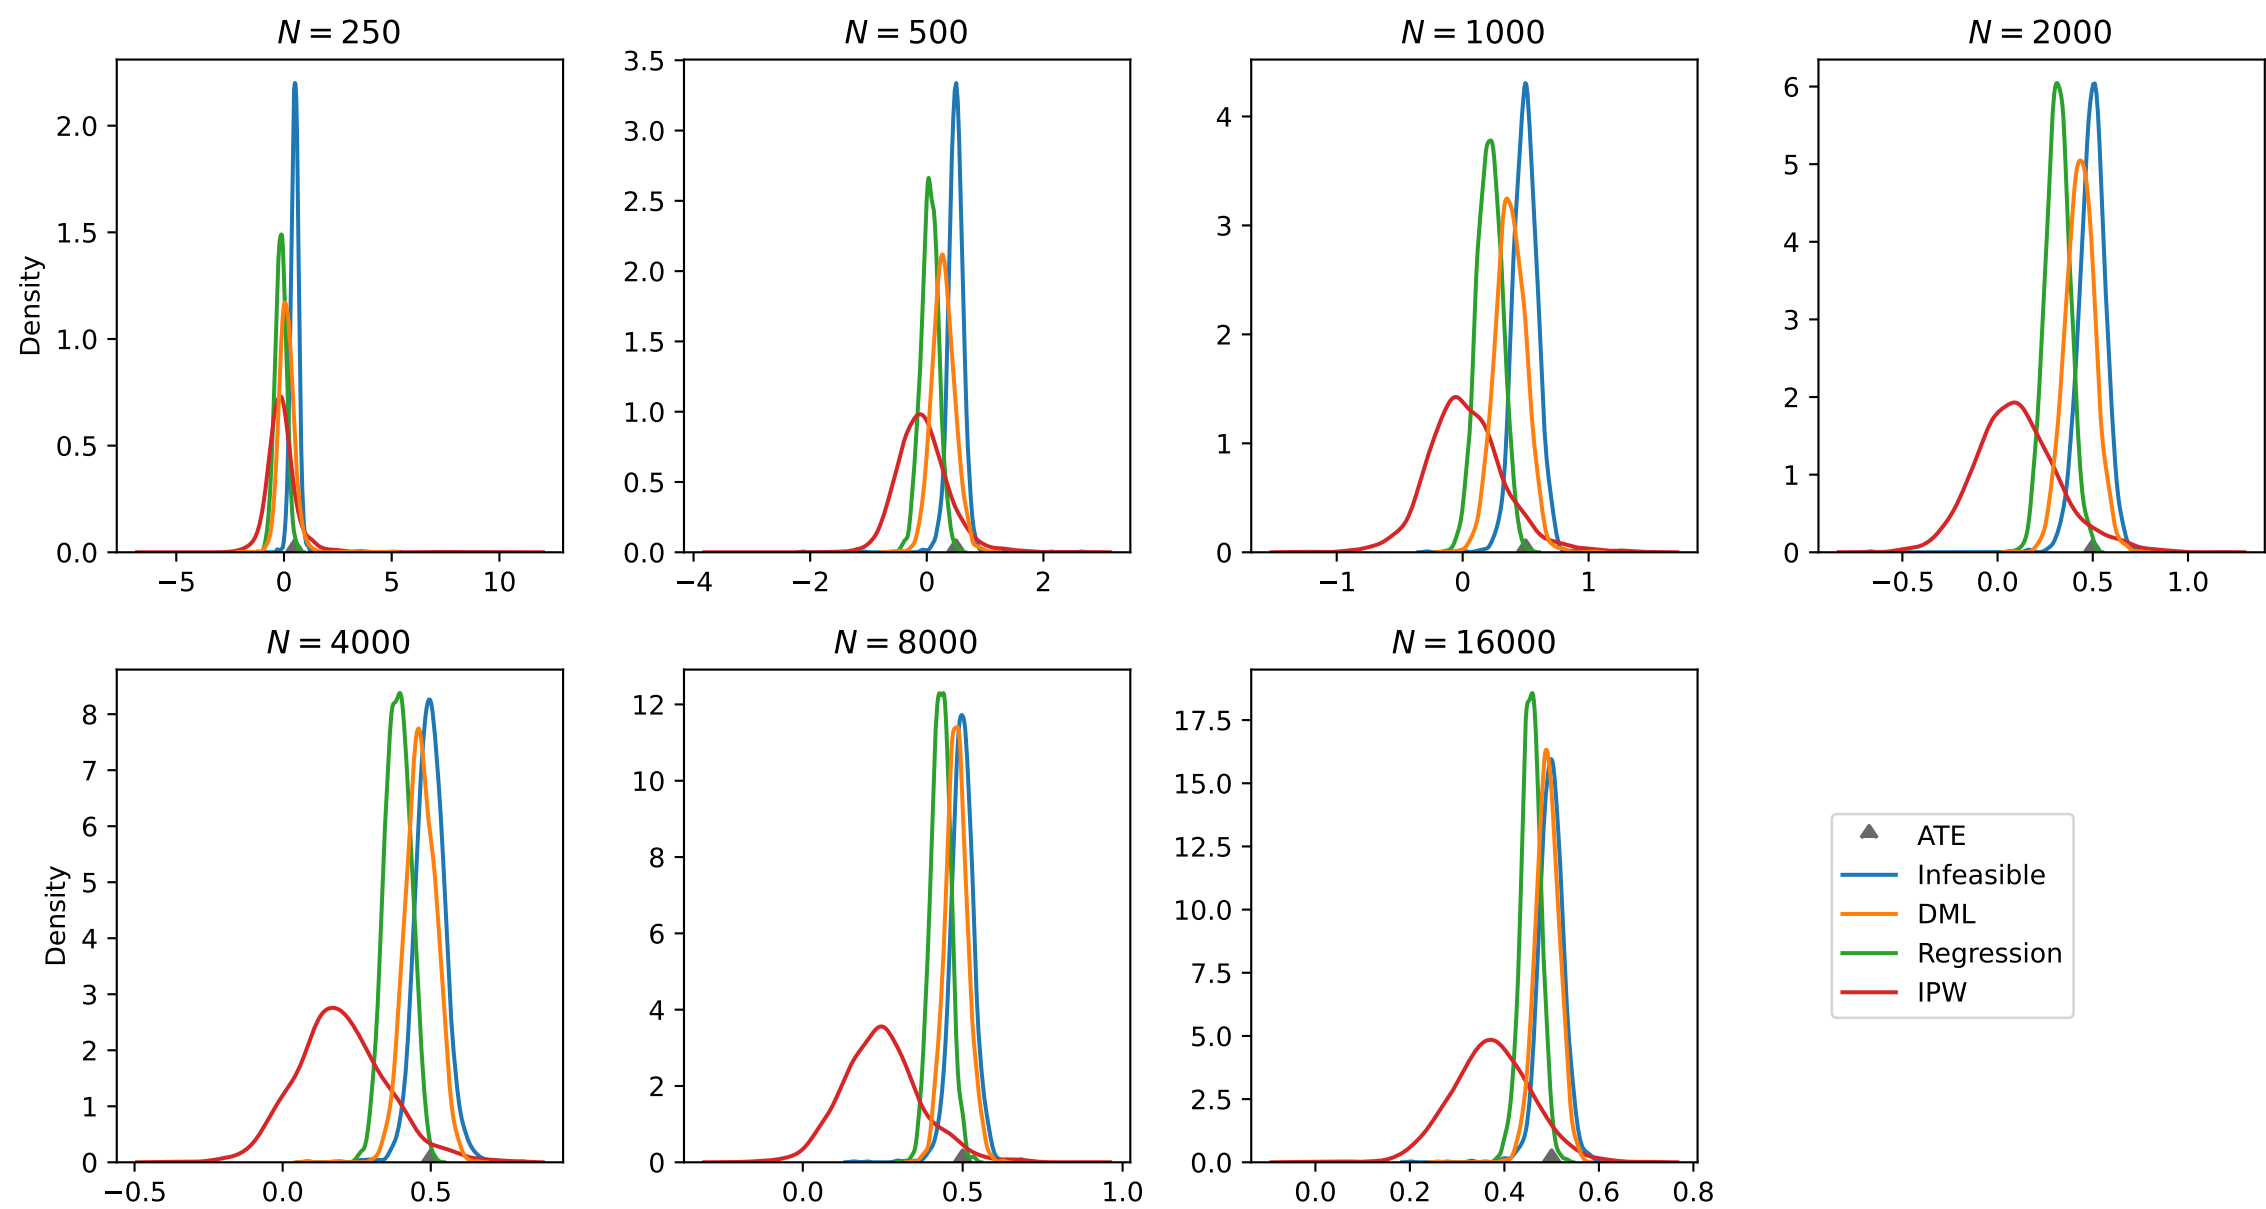 N = 250
N = 500
N = 1000
N = 2000
Density
2.0
1.5
1.0
0.5
0.0
−5 0 5 10
3.5
3.0
2.5
2.0
1.5
1.0
0.5
0.0
−4 −2 0 2
4
3
2
1
0
−1 0 1
6
5
4
3
2
1
0
−0.5 0.0 0.5 1.0
N = 4000
N = 8000
N = 16000
Density
8
7
6
5
4
3
2
1
0
−0.5 0.0 0.5
12
10
8
6
4
2
0
0.0 0.5 1.0
17.5
15.0
12.5
10.0
7.5
5.0
2.5
0.0
0.0 0.2 0.4 0.6 0.8
ATE
Infeasible
DML
Regression
IPW